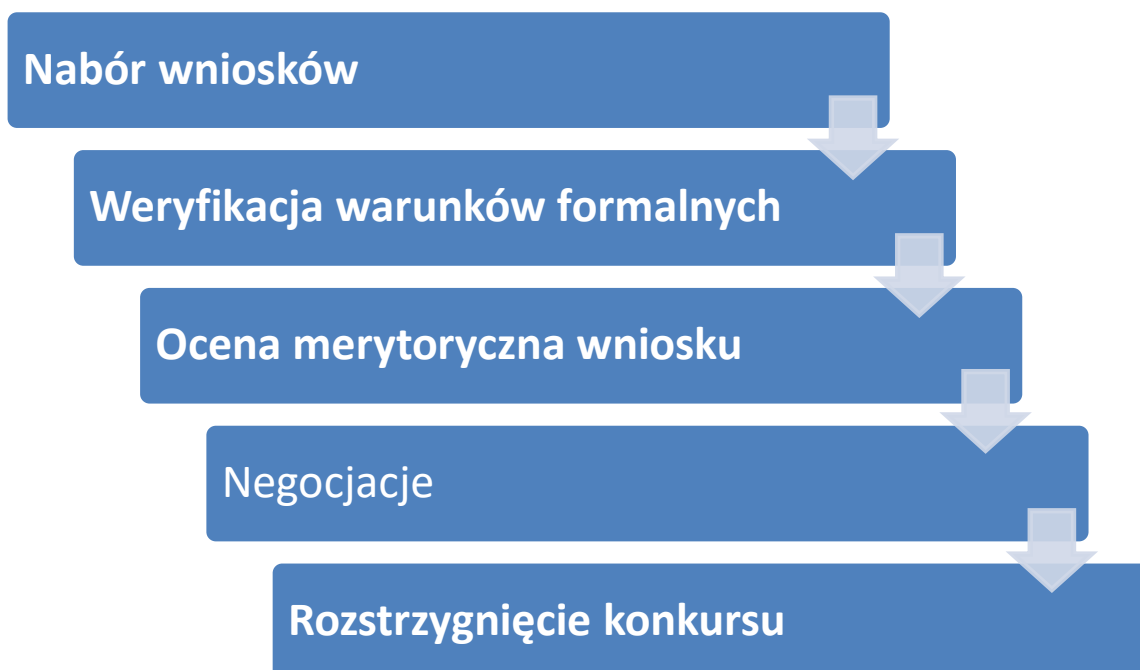 Nabór wniosków
Weryfikacja warunków formalnych
Ocena merytoryczna wniosku
Negocjacje
Rozstrzygnięcie konkursu